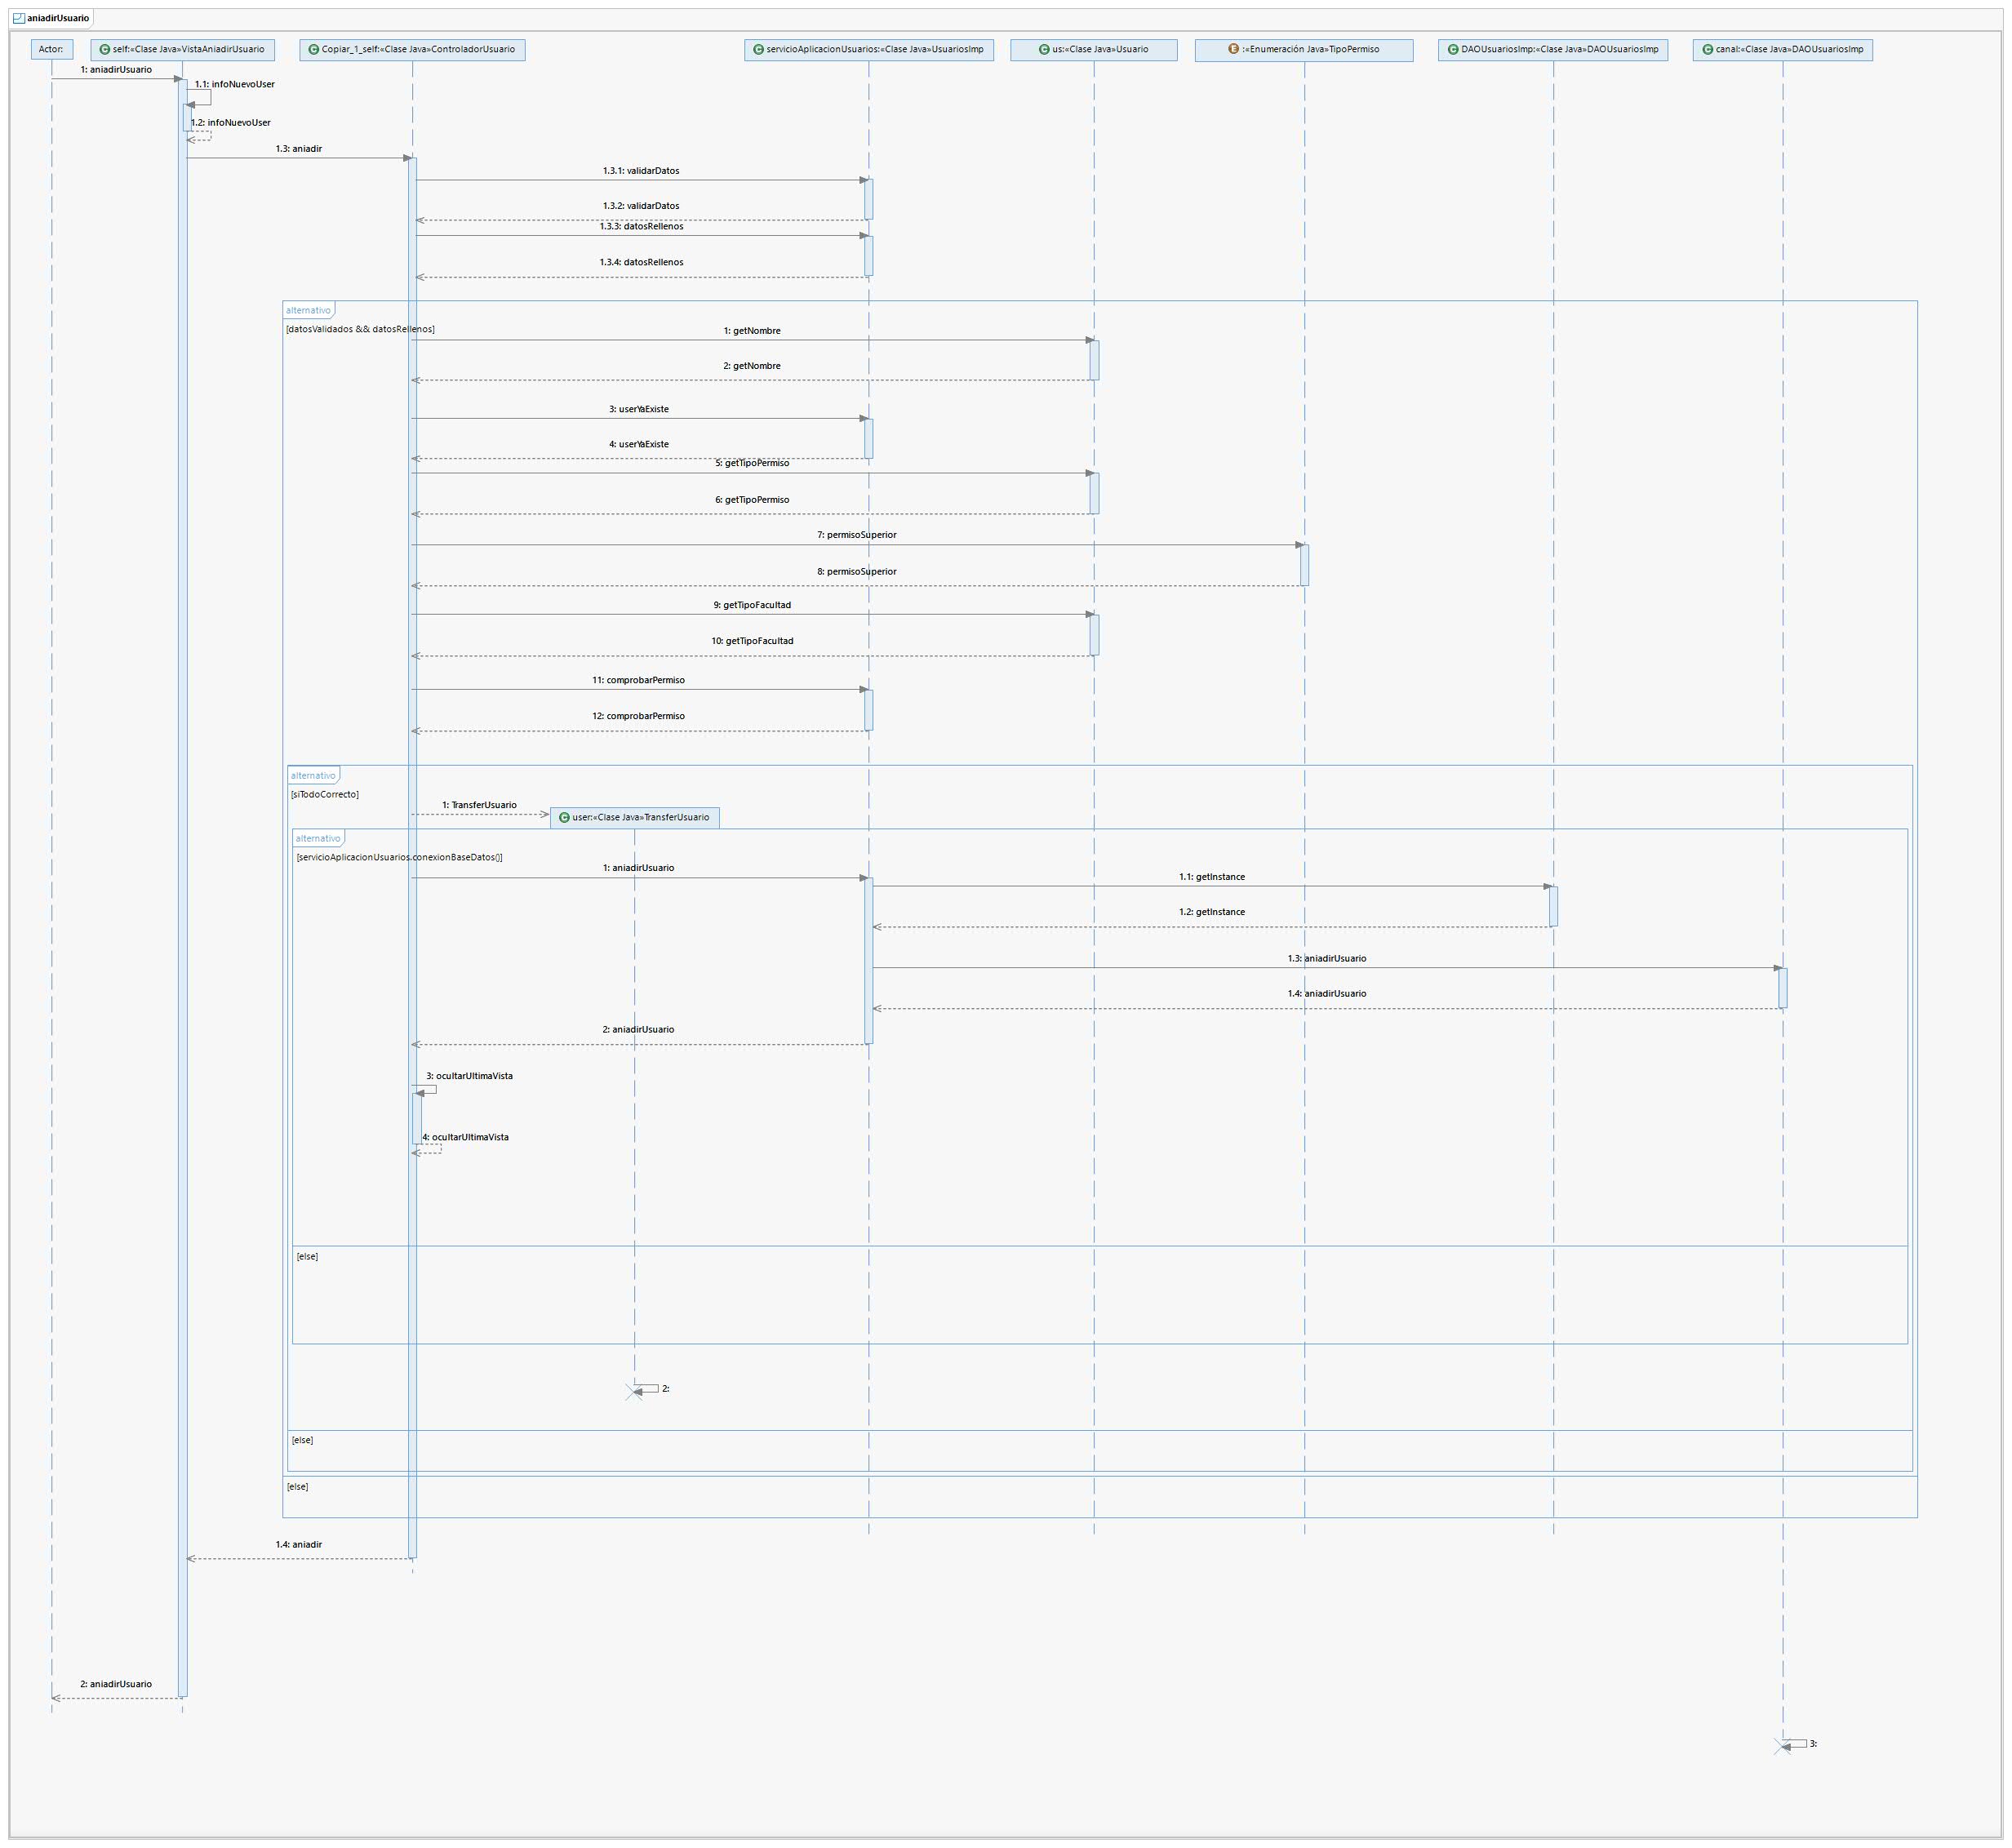 aniadirUsuario
Actor:
self:«Clase Java»VistaAniadirUsuario
Copiar_1_self:«Clase Java»ControladorUsuario
servicioAplicacionUsuarios:«Clase Java»UsuariosImp
us:«Clase Java»Usuario
:«Enumeración Java»TipoPermiso
DAOUsuariosImp:«Clase Java»DAOUsuariosImp
canal:«Clase Java»DAOUsuariosImp
1: aniadirUsuario
1.1: infoNuevoUser
1.2: infoNuevoUser
1.3: aniadir
1.3.1: validarDatos
1.3.2: validarDatos
1.3.3: datosRellenos
1.3.4: datosRellenos
alternativo
[datosValidados && datosRellenos]
1: getNombre
2: getNombre
3: userYaExiste
4: userYaExiste
5: getTipoPermiso
6: getTipoPermiso
7: permisoSuperior
8: permisoSuperior
9: getTipoFacultad
10: getTipoFacultad
11: comprobarPermiso
12: comprobarPermiso
alternativo
[siTodoCorrecto]
1: TransferUsuario
user:«Clase Java»TransferUsuario
alternativo
[servicioAplicacionUsuarios.conexionBaseDatos()]
1: aniadirUsuario
1.1: getInstance
1.2: getInstance
1.3: aniadirUsuario
1.4: aniadirUsuario
2: aniadirUsuario
3: ocultarUltimaVista
4: ocultarUltimaVista
[else]
2:
[else]
[else]
1.4: aniadir
2: aniadirUsuario
3: